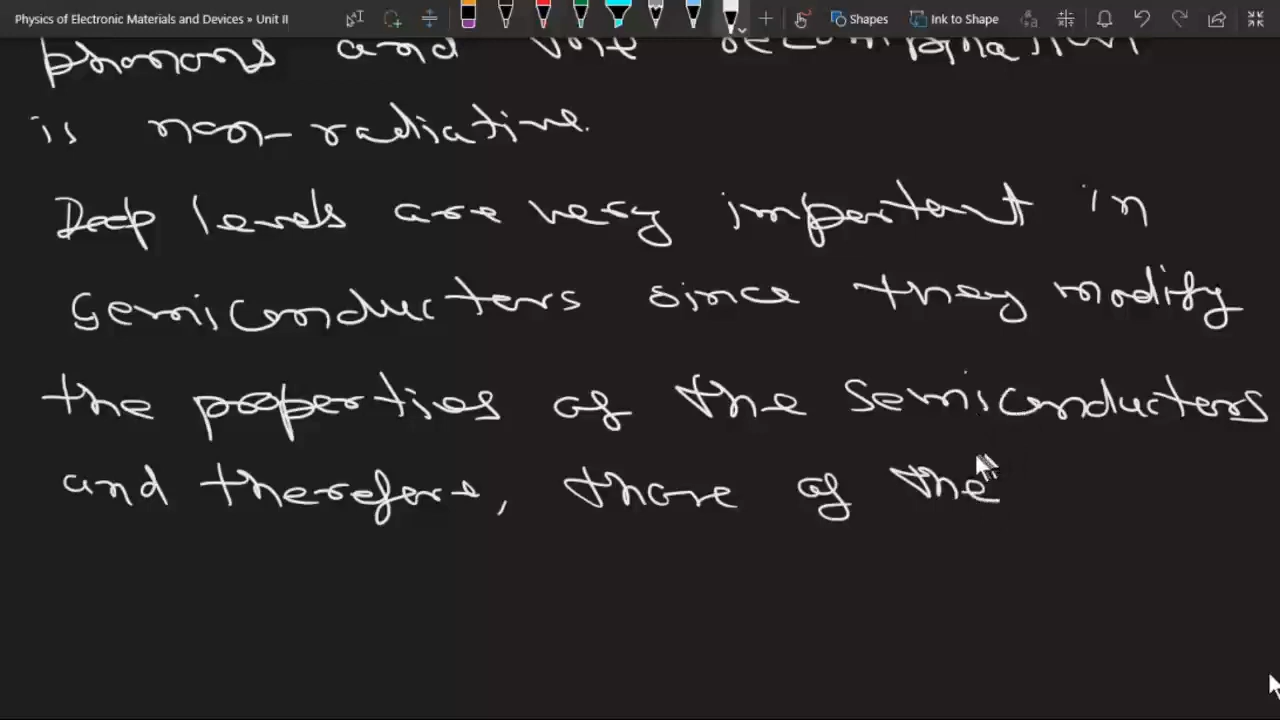 Physics of Electronic Materials and Devices » Unit II
Shapes
Ink to Shape
phonons and the
is non-radiative.
Deep levels are very important in
semiconductors since they modify
the properties of the semiconductors
and therefore, those of the